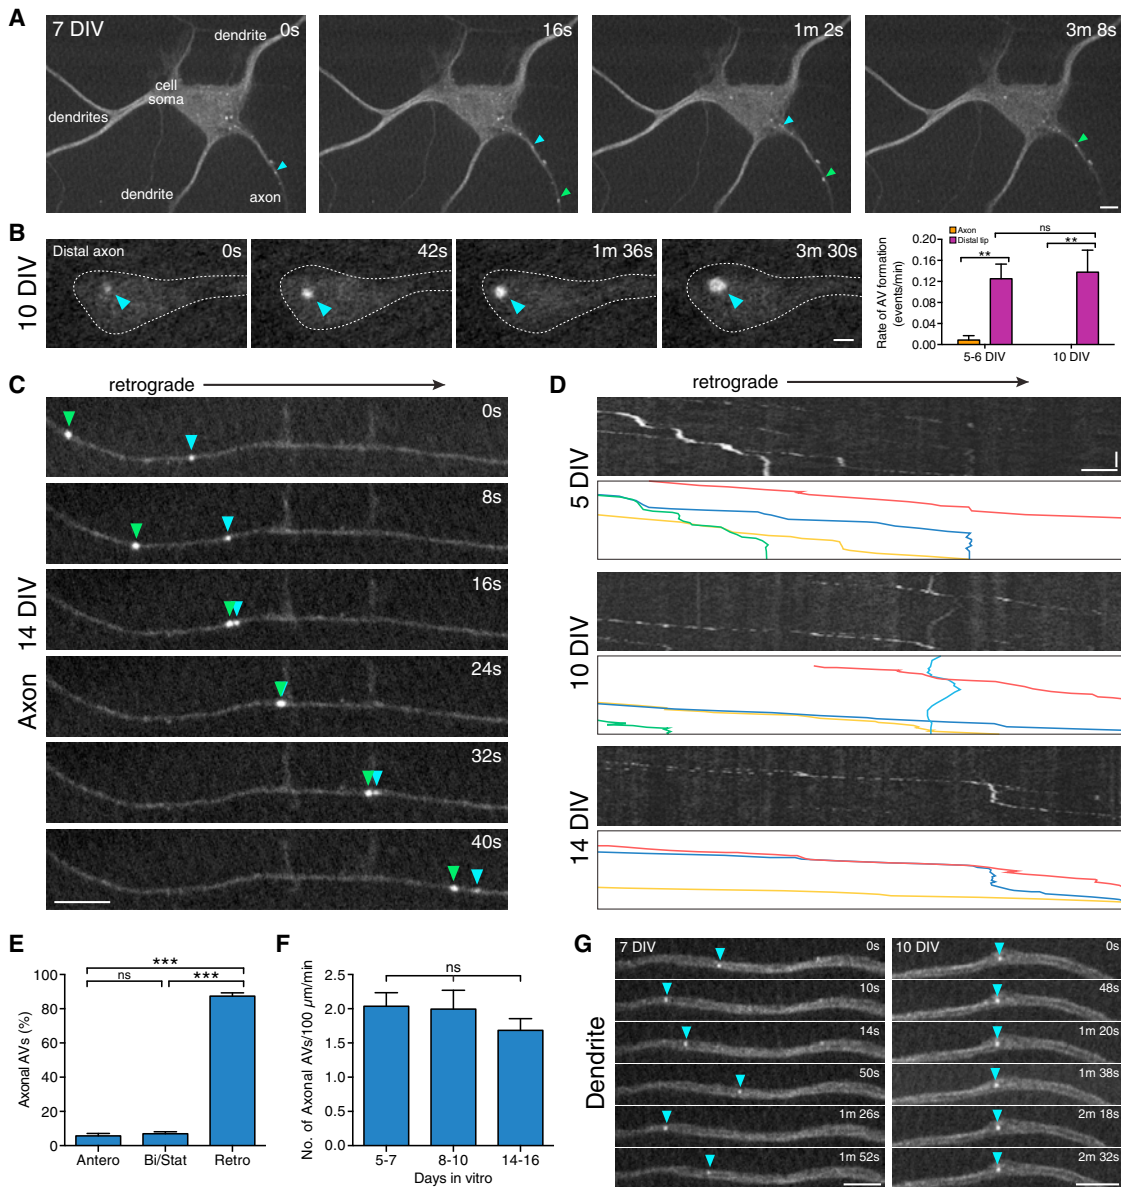 A
7 DIV
0s
dendrite
cell
soma
dendrites
dendrite
axon
16s
1m 2s
3m 8s
B
10 DIV
Distal axon
0s
42s
1m 36s
3m 30s
Axon
Distal tip
ns
**
**
Rate of AV formation
(events/min)
0.20
0.16
0.12
0.08
0.04
0.00
5-6 DIV
10 DIV
C
retrograde
14 DIV
Axon
0s
8s
16s
24s
32s
40s
D
retrograde
5 DIV
10 DIV
14 DIV
E
***
ns
***
Axonal AVs (%)
100
80
60
40
20
0
Antero
Bi/Stat
Retro
F
ns
No. of Axonal AVs/100 µm/min
2.5
2.0
1.5
1.0
0.5
0.0
5-7
8-10
14-16
Days in vitro
G
Dendrite
7 DIV
0s
10s
14s
50s
1m 26s
1m 52s
10 DIV
0s
48s
1m 20s
1m 38s
2m 18s
2m 32s